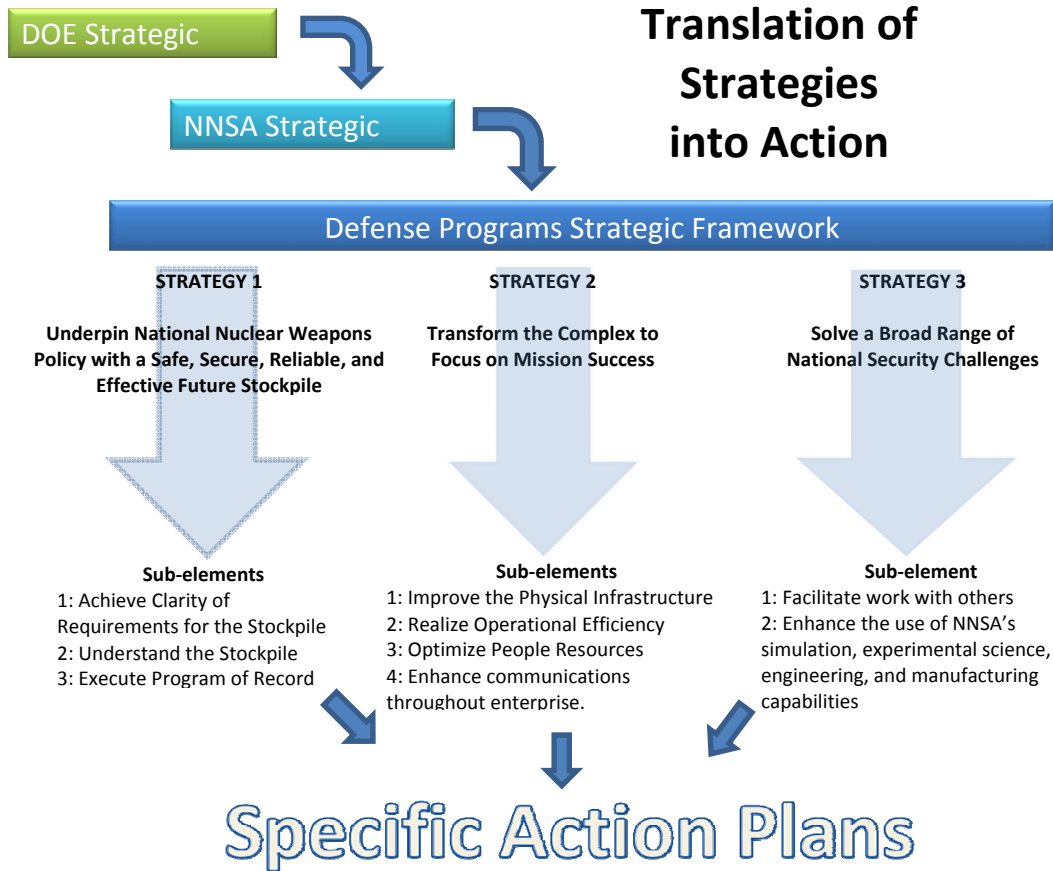 DOE Strategic
Translation of
Strategies
into Action
NNSA Strategic
Defense Programs Strategic Framework
STRATEGY 1
Underpin National Nuclear Weapons
Policy with a Safe, Secure, Reliable, and
Effective Future Stockpile
STRATEGY 2
Transform the Complex to
Focus on Mission Success
STRATEGY 3
Solve a Broad Range of
National Security Challenges
Sub-elements
1: Achieve Clarity of
Requirements for the Stockpile
2: Understand the Stockpile
3: Execute Program of Record
Sub-elements
1: Improve the Physical Infrastructure
2: Realize Operational Efficiency
3: Optimize People Resources
4: Enhance communications
throughout enterprise.
Sub-element
1: Facilitate work with others
2: Enhance the use of NNSA's
simulation, experimental science,
engineering, and manufacturing
capabilities
Specific Action Plans